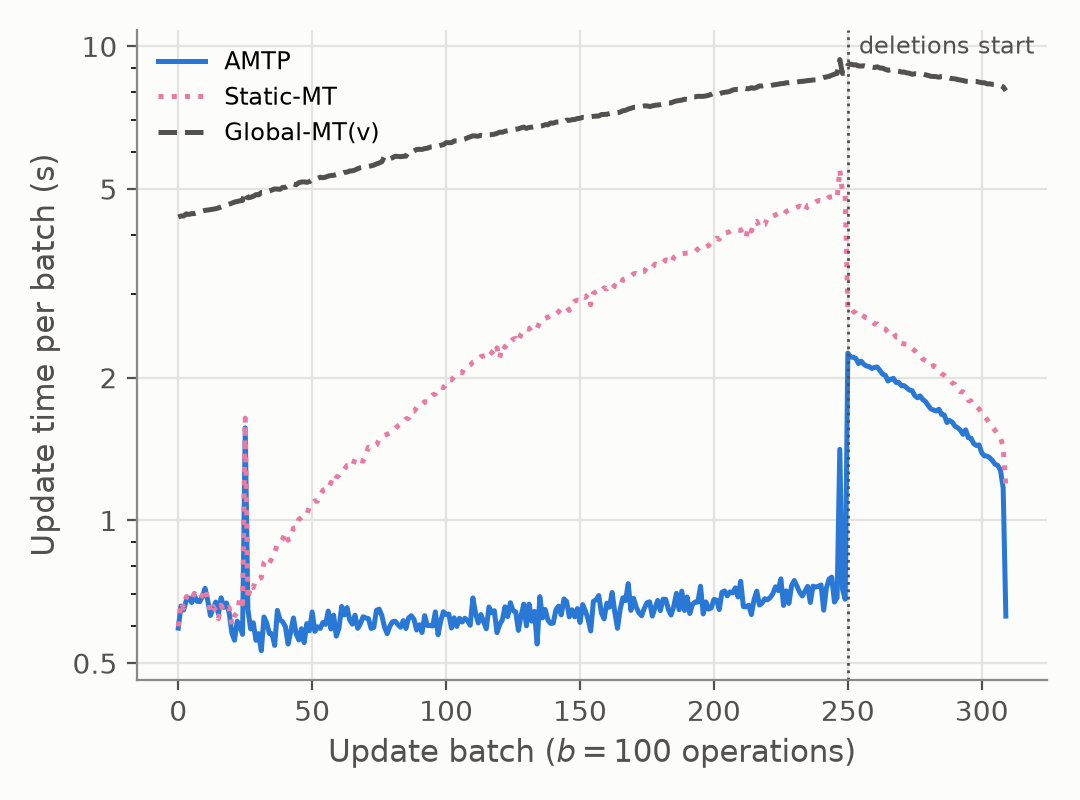 10
5
2
1
0.5
Update time per batch (s)
AMTP
Static-MT
Global-MT(v)
deletions start
0 50 100 150 200 250 300
Update batch (b = 100 operations)